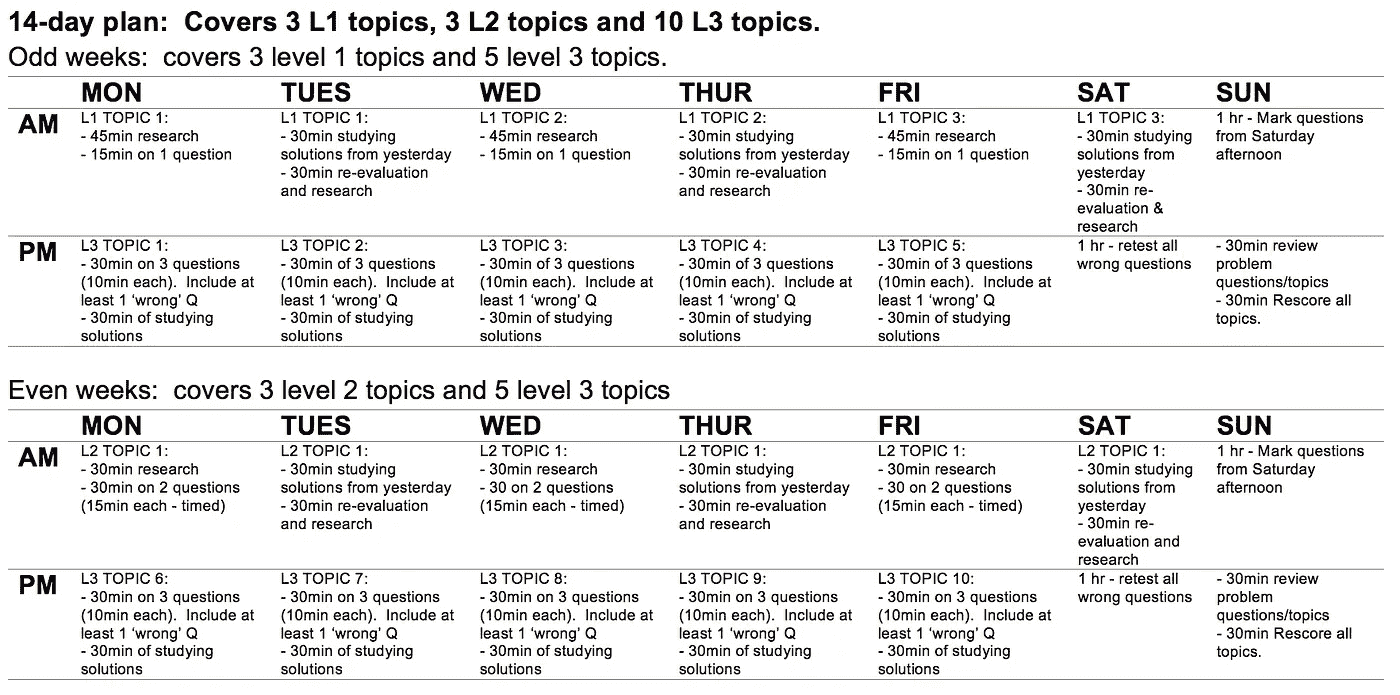 14-day plan:  Covers 3 L1 topics, 3 L2 topics and 10 L3 topics.
Odd weeks:  covers 3 level 1 topics and 5 level 3 topics.
MON TUES WED THUR FRI SAT SUN
AM
L1 TOPIC 1:
- 45min research
- 15min on 1 question
L1 TOPIC 1:
- 30min studying
solutions from yesterday
- 30min re-evaluation
and research
L1 TOPIC 2:
- 45min research
- 15min on 1 question
L1 TOPIC 2:
- 30min studying
solutions from yesterday
- 30min re-evaluation
and research
L1 TOPIC 3:
- 45min research
- 15min on 1 question
L1 TOPIC 3:
- 30min studying
solutions from
yesterday
- 30min re-
evaluation &
research
1 hr - Mark questions
from Saturday
afternoon
PM
L3 TOPIC 1:
- 30min on 3 questions
(10min each).  Include at
least 1 ‘wrong’ Q
- 30min of studying
solutions
L3 TOPIC 2:
- 30min of 3 questions
(10min each).  Include at
least 1 ‘wrong’ Q
- 30min of studying
solutions
L3 TOPIC 3:
- 30min of 3 questions
(10min each).  Include at
least 1 ‘wrong’ Q
- 30min of studying
solutions
L3 TOPIC 4:
- 30min of 3 questions
(10min each).  Include at
least 1 ‘wrong’ Q
- 30min of studying
solutions
L3 TOPIC 5:
- 30min of 3 questions
(10min each).  Include at
least 1 ‘wrong’ Q
- 30min of studying
solutions
1 hr - retest all
wrong questions
- 30min review
problem
questions/topics
- 30min Rescore all
topics.
Even weeks:  covers 3 level 2 topics and 5 level 3 topics
MON TUES WED THUR FRI SAT SUN
AM
L2 TOPIC 1:
- 30min research
- 30min on 2 questions
(15min each - timed)
L2 TOPIC 1:
- 30min studying
solutions from yesterday
- 30min re-evaluation
and research
L2 TOPIC 1:
- 30min research
- 30 on 2 questions
(15min each - timed)
L2 TOPIC 1:
- 30min studying
solutions from yesterday
- 30min re-evaluation
and research
L2 TOPIC 1:
- 30min research
- 30 on 2 questions
(15min each - timed)
L2 TOPIC 1:
- 30min studying
solutions from
yesterday
- 30min re-
evaluation and
research
1 hr - Mark questions
from Saturday
afternoon
PM
L3 TOPIC 6:
- 30min on 3 questions
(10min each).  Include at
least 1 ‘wrong’ Q
- 30min of studying
solutions
L3 TOPIC 7:
- 30min on 3 questions
(10min each).  Include at
least 1 ‘wrong’ Q
- 30min of studying
solutions
L3 TOPIC 8:
- 30min on 3 questions
(10min each).  Include at
least 1 ‘wrong’ Q
- 30min of studying
solutions
L3 TOPIC 9:
- 30min on 3 questions
(10min each).  Include at
least 1 ‘wrong’ Q
- 30min of studying
solutions
L3 TOPIC 10:
- 30min on 3 questions
(10min each).  Include at
least 1 ‘wrong’ Q
- 30min of studying
solutions
1 hr - retest all
wrong questions
- 30min review
problem
questions/topics
- 30min Rescore all
topics.